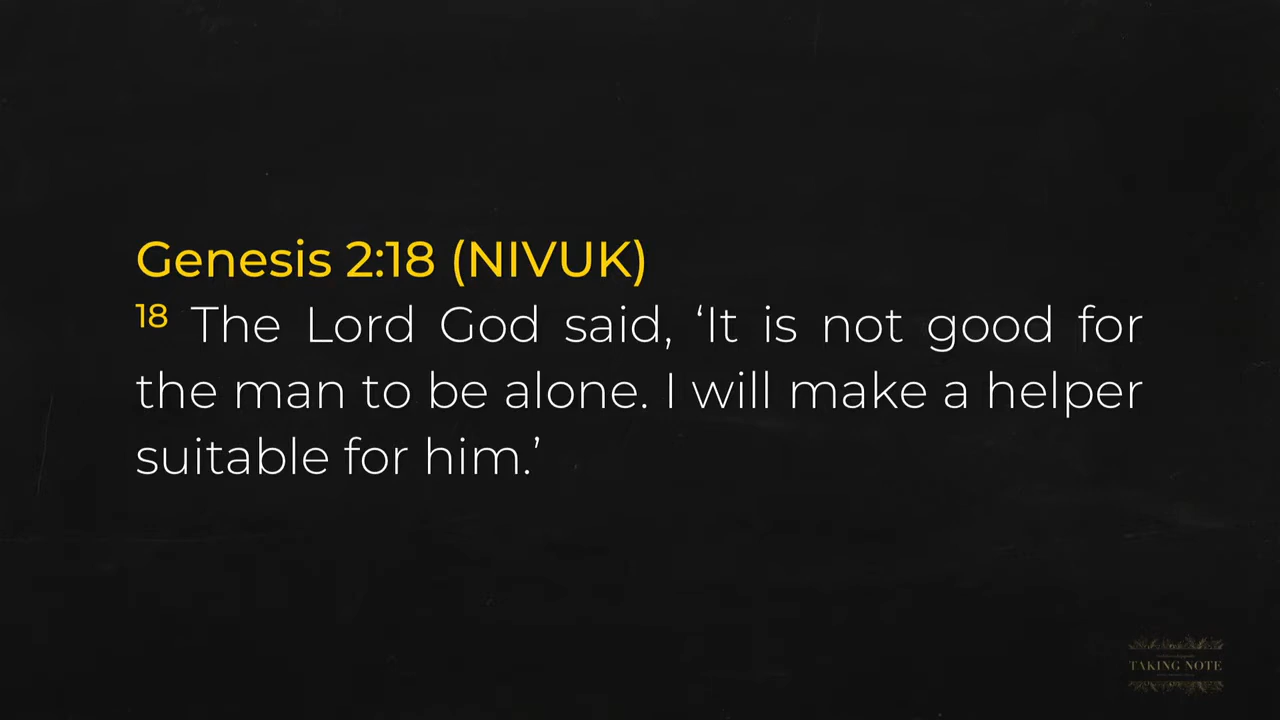 Genesis 2:18 (NIVUK)
18 The Lord God said, ‘It is not good for
the man to be alone. I will make a helper
suitable for him.’
TAKING NOTE